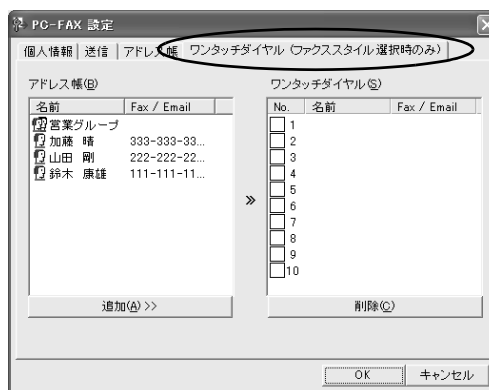 PC-FAX 設定
個人情報 送信 アドレス帳 ワンタッチダイヤル (ファクススタイル選択時のみ)
アドレス帳(B)
名前 Fax / Email
営業グループ
加藤 晴 333-333-33...
山田 剛 222-222-22...
鈴木 康雄 111-111-11...
追加(A) >>
»
ワンタッチダイヤル(S)
No. 名前 Fax / Email
1
2
3
4
5
6
7
8
9
10
削除(C)
OK キャンセル